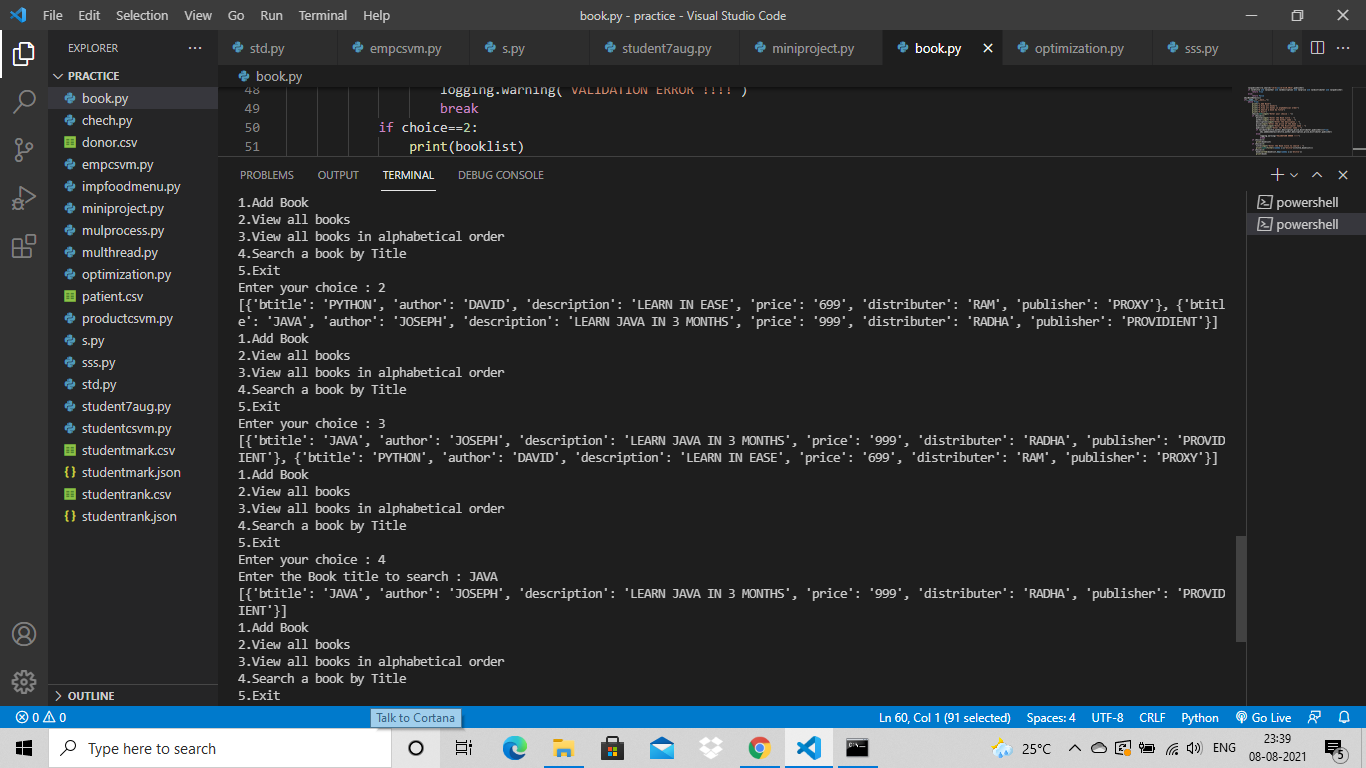 File Edit Selection View Go Run Terminal Help
book.py - practice - Visual Studio Code
EXPLORER
std.py empcsvm.py s.py student7aug.py miniproject.py book.py optimization.py sss.py
PRACTICE
book.py
chech.py
donor.csv
empcsvm.py
impfoodmenu.py
miniproject.py
mulprocess.py
multhread.py
optimization.py
patient.csv
productcsvm.py
s.py
sss.py
std.py
student7aug.py
studentcsvm.py
studentmark.csv
studentmark.json
studentrank.csv
studentrank.json
OUTLINE
book.py
48 logging.warning("VALIDATION ERROR !!!!")
49 break
50 if choice==2:
51 print(booklist)
PROBLEMS OUTPUT TERMINAL DEBUG CONSOLE
powershell
powershell
1.Add Book
2.View all books
3.View all books in alphabetical order
4.Search a book by Title
5.Exit
Enter your choice : 2
[{'btitle': 'PYTHON', 'author': 'DAVID', 'description': 'LEARN IN EASE', 'price': '699', 'distributer': 'RAM', 'publisher': 'PROXY'}, {'btitl
e': 'JAVA', 'author': 'JOSEPH', 'description': 'LEARN JAVA IN 3 MONTHS', 'price': '999', 'distributer': 'RADHA', 'publisher': 'PROVIDIENT'}]
1.Add Book
2.View all books
3.View all books in alphabetical order
4.Search a book by Title
5.Exit
Enter your choice : 3
[{'btitle': 'JAVA', 'author': 'JOSEPH', 'description': 'LEARN JAVA IN 3 MONTHS', 'price': '999', 'distributer': 'RADHA', 'publisher': 'PROVID
IENT'}, {'btitle': 'PYTHON', 'author': 'DAVID', 'description': 'LEARN IN EASE', 'price': '699', 'distributer': 'RAM', 'publisher': 'PROXY'}]
1.Add Book
2.View all books
3.View all books in alphabetical order
4.Search a book by Title
5.Exit
Enter your choice : 4
Enter the Book title to search : JAVA
[{'btitle': 'JAVA', 'author': 'JOSEPH', 'description': 'LEARN JAVA IN 3 MONTHS', 'price': '999', 'distributer': 'RADHA', 'publisher': 'PROVID
IENT'}]
1.Add Book
2.View all books
3.View all books in alphabetical order
4.Search a book by Title
5.Exit
0 0
Talk to Cortana
Ln 60, Col 1 (91 selected) Spaces: 4 UTF-8 CRLF Python Go Live
Type here to search
25°C ENG
23:39
08-08-2021
5